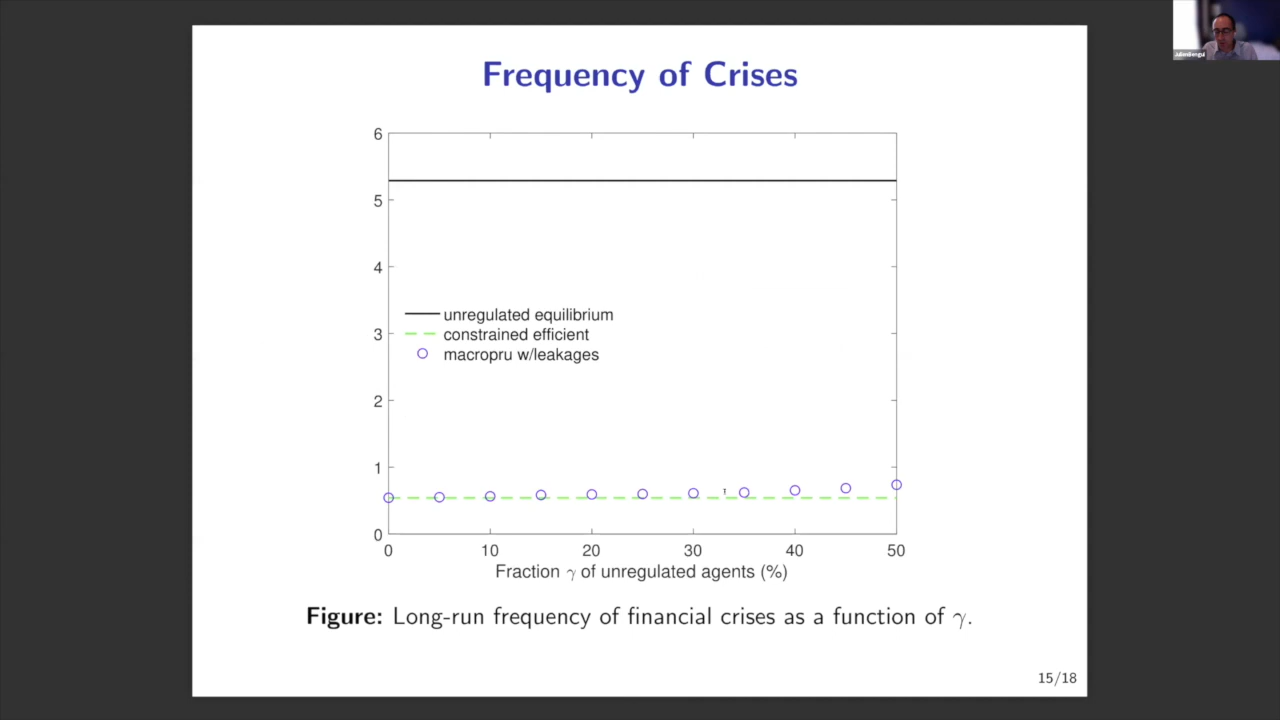 Frequency of Crises
6
5
4
3
2
1
0
unregulated equilibrium
constrained efficient
macropru w/leakages
0 10 20 30 40 50
Fraction γ of unregulated agents (%)
Figure: Long-run frequency of financial crises as a function of γ.
15/18